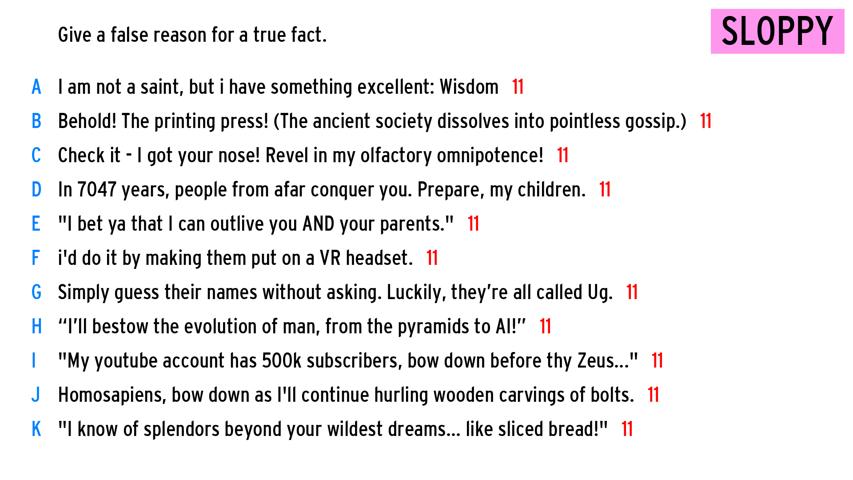 Give a false reason for a true fact.
SLOPPY
A I am not a saint, but i have something excellent: Wisdom 11
B Behold! The printing press! (The ancient society dissolves into pointless gossip.) 11
C Check it - I got your nose! Revel in my olfactory omnipotence! 11
D In 7047 years, people from afar conquer you. Prepare, my children. 11
E "I bet ya that I can outlive you AND your parents." 11
F i'd do it by making them put on a VR headset. 11
G Simply guess their names without asking. Luckily, they’re all called Ug. 11
H “I’ll bestow the evolution of man, from the pyramids to AI!” 11
I "My youtube account has 500k subscribers, bow down before thy Zeus..." 11
J Homosapiens, bow down as I'll continue hurling wooden carvings of bolts. 11
K "I know of splendors beyond your wildest dreams... like sliced bread!" 11